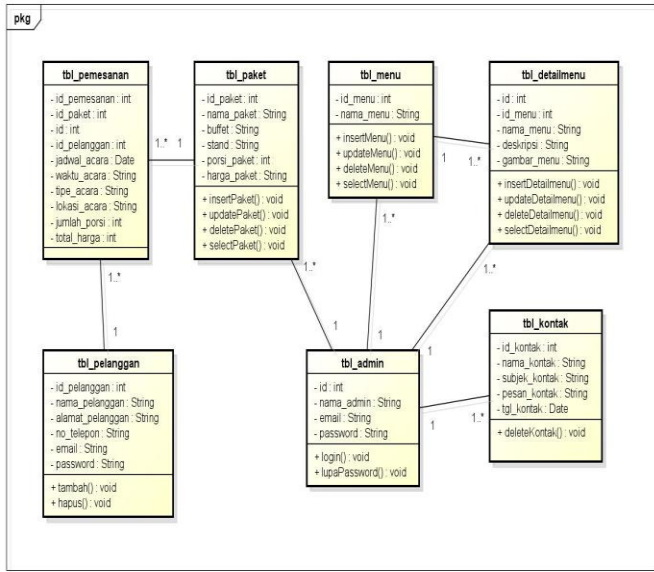 pkg
tbl_pemesanan
- id_pemesanan : int
- id_paket : int
- id : int
- id_pelanggan : int
- jadwal_acara : Date
- waktu_acara : String
- tipe_acara : String
- lokasi_acara : String
- jumlah_porsi : int
- total_harga : int
1..*
1
tbl_paket
- id_paket : int
- nama_paket : String
- buffet : String
- stand : String
- porsi_paket : int
- harga_paket : String
+ insertPaket() : void
+ updatePaket() : void
+ deletePaket() : void
+ selectPaket() : void
tbl_menu
- id_menu : int
- nama_menu : String
+ insertMenu() : void
+ updateMenu() : void
+ deleteMenu() : void
+ selectMenu() : void
1
1..*
tbl_detailmenu
- id : int
- id_menu : int
- nama_menu : String
- deskripsi : String
- gambar_menu : String
+ insertDetailmenu() : void
+ updateDetailmenu() : void
+ deleteDetailmenu() : void
+ selectDetailmenu() : void
1..*
1..*
1..*
1..*
1
1
1
1
tbl_pelanggan
- id_pelanggan : int
- nama_pelanggan : String
- alamat_pelanggan : String
- no_telepon : String
- email : String
- password : String
+ tambah() : void
+ hapus() : void
tbl_admin
- id : int
- nama_admin : String
- email : String
- password : String
+ login() : void
+ lupaPassword() : void
1
1..*
tbl_kontak
- id_kontak : int
- nama_kontak : String
- subjek_kontak : String
- pesan_kontak : String
- tgl_kontak : Date
+ deleteKontak() : void